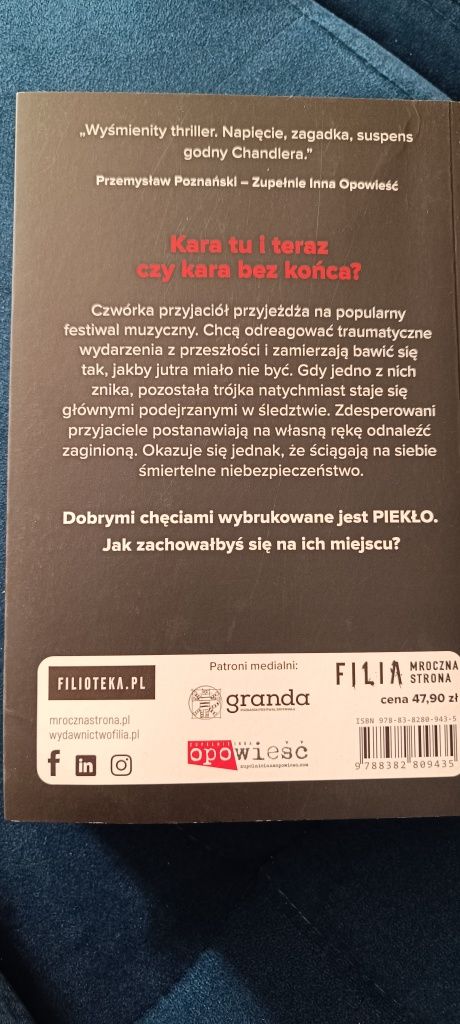 „Wyśmienity thriller. Napięcie, zagadka, suspens
godny Chandlera.”
Przemysław Poznański – Zupełnie Inna Opowieść
Kara tu i teraz
czy kara bez końca?
Czwórka przyjaciół przyjeżdża na popularny
festiwal muzyczny. Chcą odreagować traumatyczne
wydarzenia z przeszłości i zamierzają bawić się
tak, jakby jutra miało nie być. Gdy jedno z nich
znika, pozostała trójka natychmiast staje się
głównymi podejrzanymi w śledztwie. Zdesperowani
przyjaciele postanawiają na własną rękę odnaleźć
zaginioną. Okazuje się jednak, że ściągają na siebie
śmiertelne niebezpieczeństwo.
Dobrymi chęciami wybrukowane jest PIEKŁO.
Jak zachowałbyś się na ich miejscu?
FILIOTEKA.PL
mrocznastrona.pl
wydawnictwofilia.pl
f in
Patroni medialni:
granda
ZUPEŁNIE INNA
opowieść
zupelnieinnaopowiesc.com
FILIA MROCZNA
STRONA
cena 47,90 zł
ISBN 978-83-8280-943-5
9788382809435